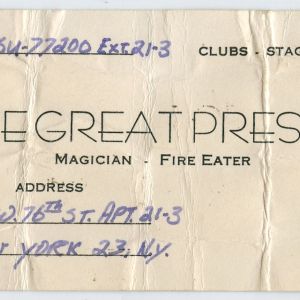 SU-77200 EXT. 21-3 CLUBS - STAG
E GREAT PRES
MAGICIAN - FIRE EATER
ADDRESS
W. 76TH ST. APT. 21-3
YORK 23, NY.